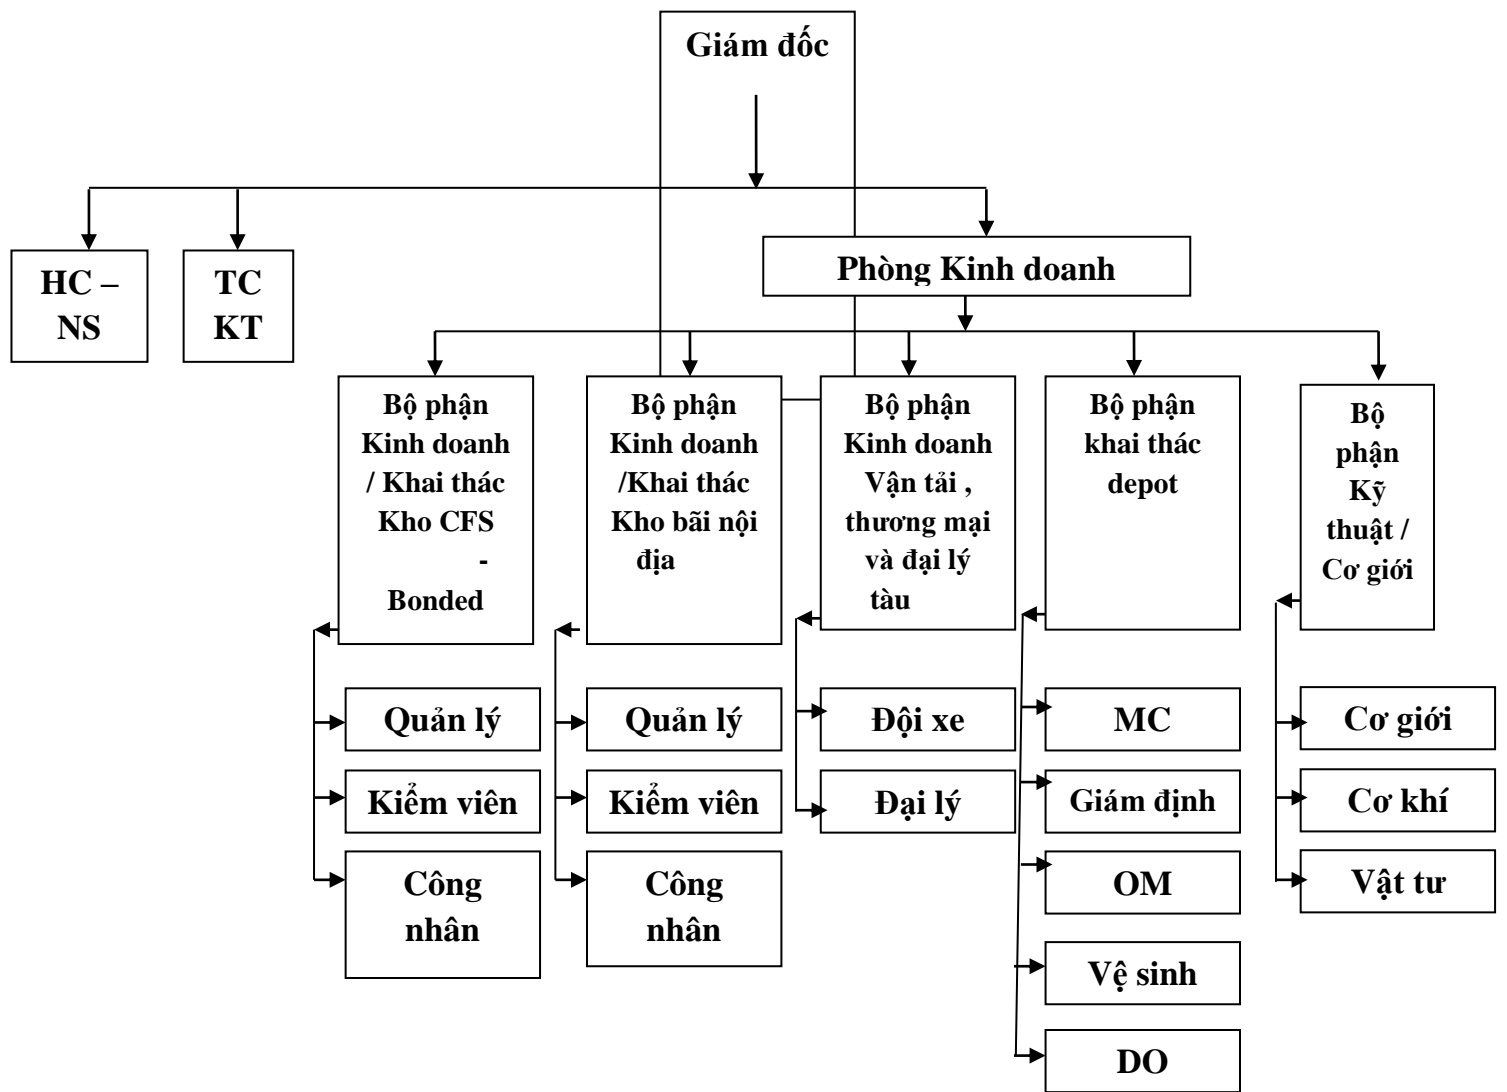 Giám đốc
HC –
NS
TC
KT
Phòng Kinh doanh
Bộ phận
Kinh doanh
/ Khai thác
Kho CFS
-
Bonded
Bộ phận
Kinh doanh
/Khai thác
Kho bãi nội
địa
Bộ phận
Kinh doanh
Vận tải ,
thương mại
và đại lý
tàu
Bộ phận
khai thác
depot
Bộ
phận
Kỹ
thuật /
Cơ giới
Quản lý
Kiểm viên
Công
nhân
Quản lý
Kiểm viên
Công
nhân
Đội xe
Đại lý
MC
Giám định
OM
Vệ sinh
DO
Cơ giới
Cơ khí
Vật tư